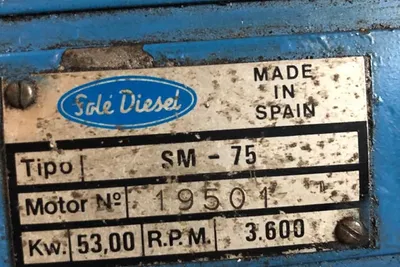 Solé Diesel
MADE
IN
SPAIN
Tipo SM - 75
Motor Nº 19501
Kw. 53,00 R.P.M. 3.600